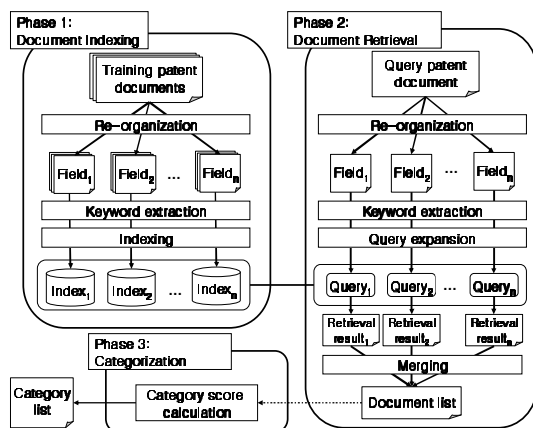 Phase 1:
Document Indexing
Training patent
documents
Re-organization
Field1
Field2
...
Fieldn
Keyword extraction
Indexing
Index1
Index2
...
Indexn
Phase 2:
Document Retrieval
Query patent
document
Re-organization
Field1
Field2
...
Fieldn
Keyword extraction
Query expansion
Query1
Query2
...
Queryn
Retrieval
result1
Retrieval
result2
Retrieval
resultn
Merging
Document list
Phase 3:
Categorization
Category score
calculation
Category
list